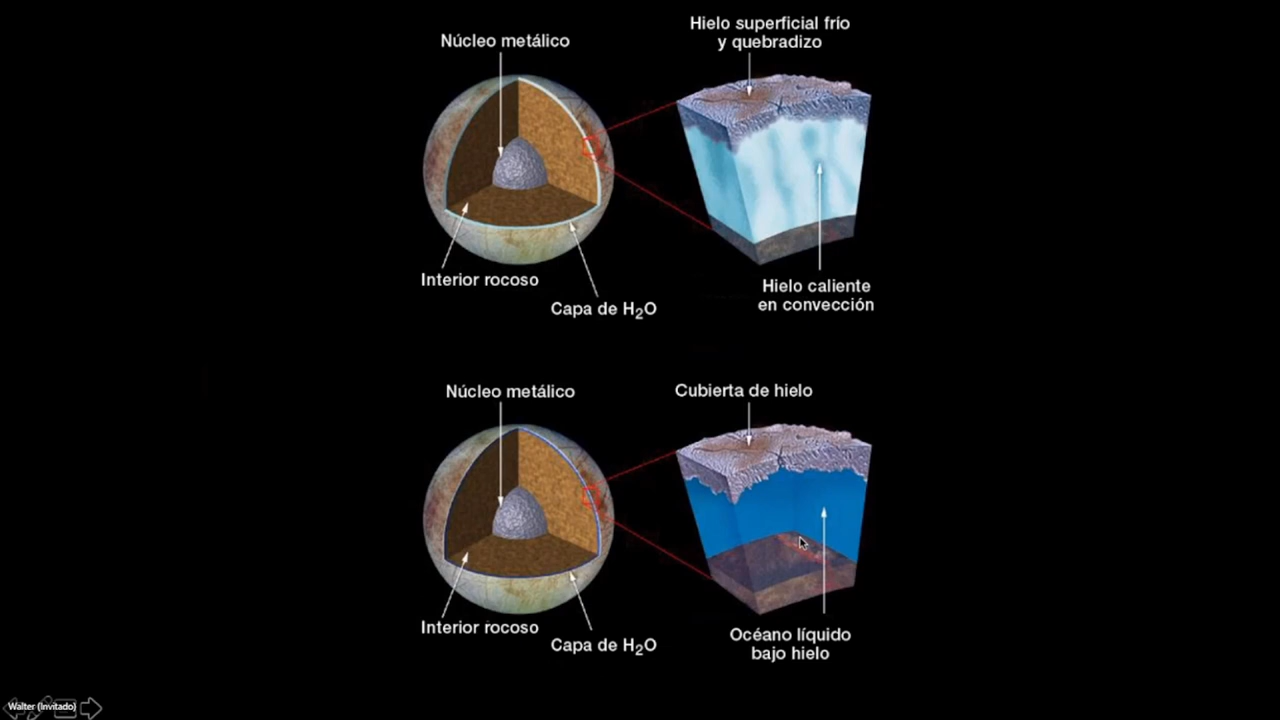 Núcleo metálico
Hielo superficial frío
y quebradizo
Interior rocoso
Capa de H₂O
Hielo caliente
en convección
Núcleo metálico
Cubierta de hielo
Interior rocoso
Capa de H₂O
Océano líquido
bajo hielo
Walter (Invitado)